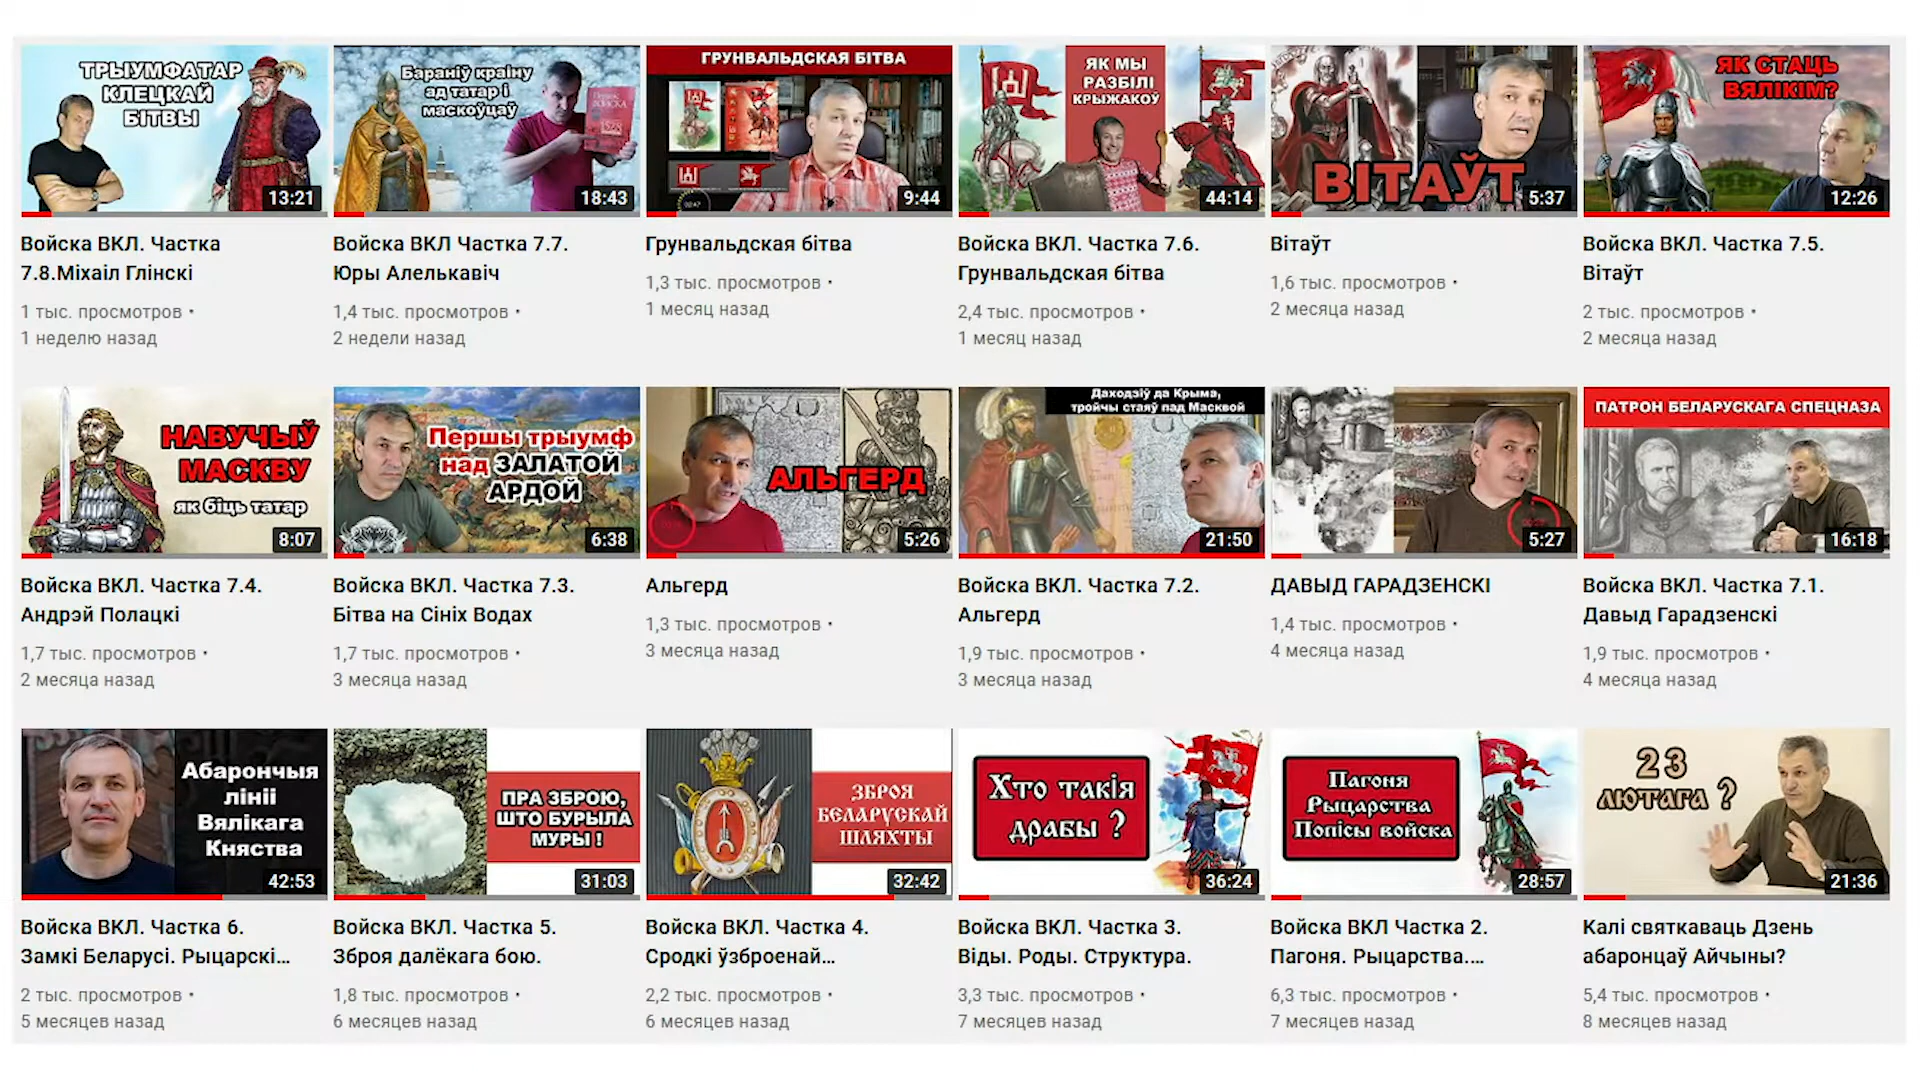 ТРЫУМФАТАР
КЛЕЦКАЙ
БІТВЫ
13:21
Войска ВКЛ. Частка
7.8.Міхаіл Глінскі
1 тыс. просмотров •
1 неделю назад
Бараніў краіну
ад татар і
маскоўцаў
18:43
Войска ВКЛ Частка 7.7.
Юры Алелькавіч
1,4 тыс. просмотров •
2 недели назад
ГРУНВАЛЬДСКАЯ БІТВА
9:44
Грунвальдская бітва
1,3 тыс. просмотров •
1 месяц назад
ЯК МЫ
РАЗБІЛІ
КРЫЖАКОЎ
44:14
Войска ВКЛ. Частка 7.6.
Грунвальдская бітва
2,4 тыс. просмотров •
1 месяц назад
ВІТАЎТ
5:37
Вітаўт
1,6 тыс. просмотров •
2 месяца назад
ЯК СТАЦЬ
ВЯЛІКІМ?
12:26
Войска ВКЛ. Частка 7.5.
Вітаўт
2 тыс. просмотров •
2 месяца назад
НАВУЧЫЎ
МАСКВУ
як біць татар
8:07
Войска ВКЛ. Частка 7.4.
Андрэй Полацкі
1,7 тыс. просмотров •
2 месяца назад
Першы трыумф
над ЗАЛАТОЙ
АРДОЙ
6:38
Войска ВКЛ. Частка 7.3.
Бітва на Сініх Водах
1,7 тыс. просмотров •
3 месяца назад
АЛЬГЕРД
5:26
Альгерд
1,3 тыс. просмотров •
3 месяца назад
Даходзіў да Крыма,
тройчы стаяў пад Масквой
21:50
Войска ВКЛ. Частка 7.2.
Альгерд
1,9 тыс. просмотров •
3 месяца назад
5:27
ДАВЫД ГАРАДЗЕНСКІ
1,4 тыс. просмотров •
4 месяца назад
ПАТРОН БЕЛАРУСКАГА СПЕЦНАЗА
16:18
Войска ВКЛ. Частка 7.1.
Давыд Гарадзенскі
1,9 тыс. просмотров •
4 месяца назад
Абарончыя
лініі
Вялікага
Княства
42:53
Войска ВКЛ. Частка 6.
Замкі Беларусі. Рыцарскі...
2 тыс. просмотров •
5 месяцев назад
ПРА ЗБРОЮ,
ШТО БУРЫЛА
МУРЫ !
31:03
Войска ВКЛ. Частка 5.
Зброя далёкага бою.
1,8 тыс. просмотров •
6 месяцев назад
ЗБРОЯ
БЕЛАРУСКАЙ
ШЛЯХТЫ
32:42
Войска ВКЛ. Частка 4.
Сродкі ўзброенай...
2,2 тыс. просмотров •
6 месяцев назад
Хто такія
драбы ?
36:24
Войска ВКЛ. Частка 3.
Віды. Роды. Структура.
3,3 тыс. просмотров •
7 месяцев назад
Пагоня
Рыцарства
Попісы войска
28:57
Войска ВКЛ Частка 2.
Пагоня. Рыцарства....
6,3 тыс. просмотров •
7 месяцев назад
23
лютага ?
21:36
Калі святкаваць Дзень
абаронцаў Айчыны?
5,4 тыс. просмотров •
8 месяцев назад